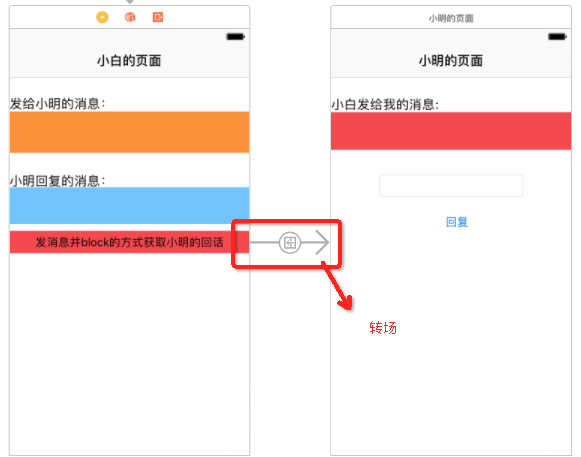 小明的页面
小白的页面
小明的页面
发给小明的消息：
小白发给我的消息:
小明回复的消息：
回复
发消息并block的方式获取小明的回话
转场